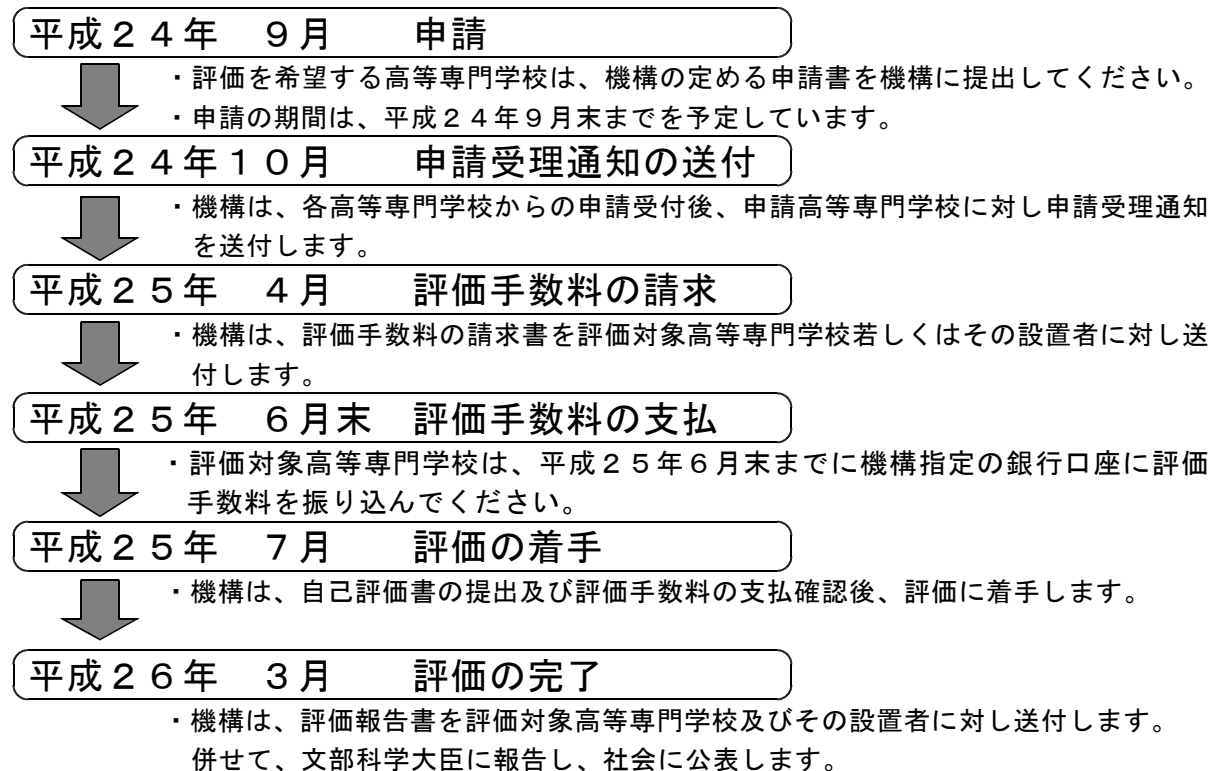 平成２４年　９月　　申請
・評価を希望する高等専門学校は、機構の定める申請書を機構に提出してください。
・申請の期間は、平成２４年９月末までを予定しています。
平成２４年１０月　　申請受理通知の送付
・機構は、各高等専門学校からの申請受付後、申請高等専門学校に対し申請受理通知
を送付します。
平成２５年　４月　　評価手数料の請求
・機構は、評価手数料の請求書を評価対象高等専門学校若しくはその設置者に対し送
付します。
平成２５年　６月末　評価手数料の支払
・評価対象高等専門学校は、平成２５年６月末までに機構指定の銀行口座に評価
手数料を振り込んでください。
平成２５年　７月　　評価の着手
・機構は、自己評価書の提出及び評価手数料の支払確認後、評価に着手します。
平成２６年　３月　　評価の完了
・機構は、評価報告書を評価対象高等専門学校及びその設置者に対し送付します。
併せて、文部科学大臣に報告し、社会に公表します。